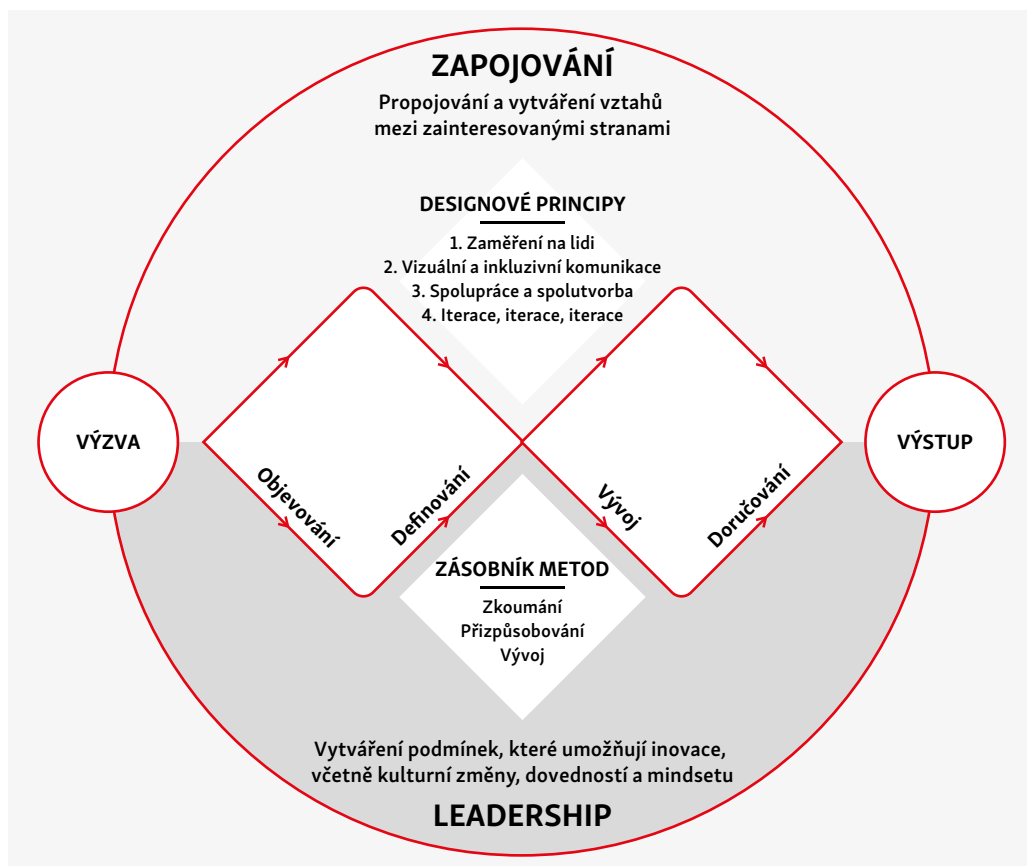 ZAPOJOVÁNÍ
Propojování a vytváření vztahů
mezi zainteresovanými stranami
DESIGNOVÉ PRINCIPY
1. Zaměření na lidi
2. Vizuální a inkluzivní komunikace
3. Spolupráce a spolutvorba
4. Iterace, iterace, iterace
VÝZVA
Objevování
Definování
Vývoj
Doručování
VÝSTUP
ZÁSOBNÍK METOD
Zkoumání
Přizpůsobování
Vývoj
Vytváření podmínek, které umožňují inovace,
včetně kulturní změny, dovedností a mindsetu
LEADERSHIP